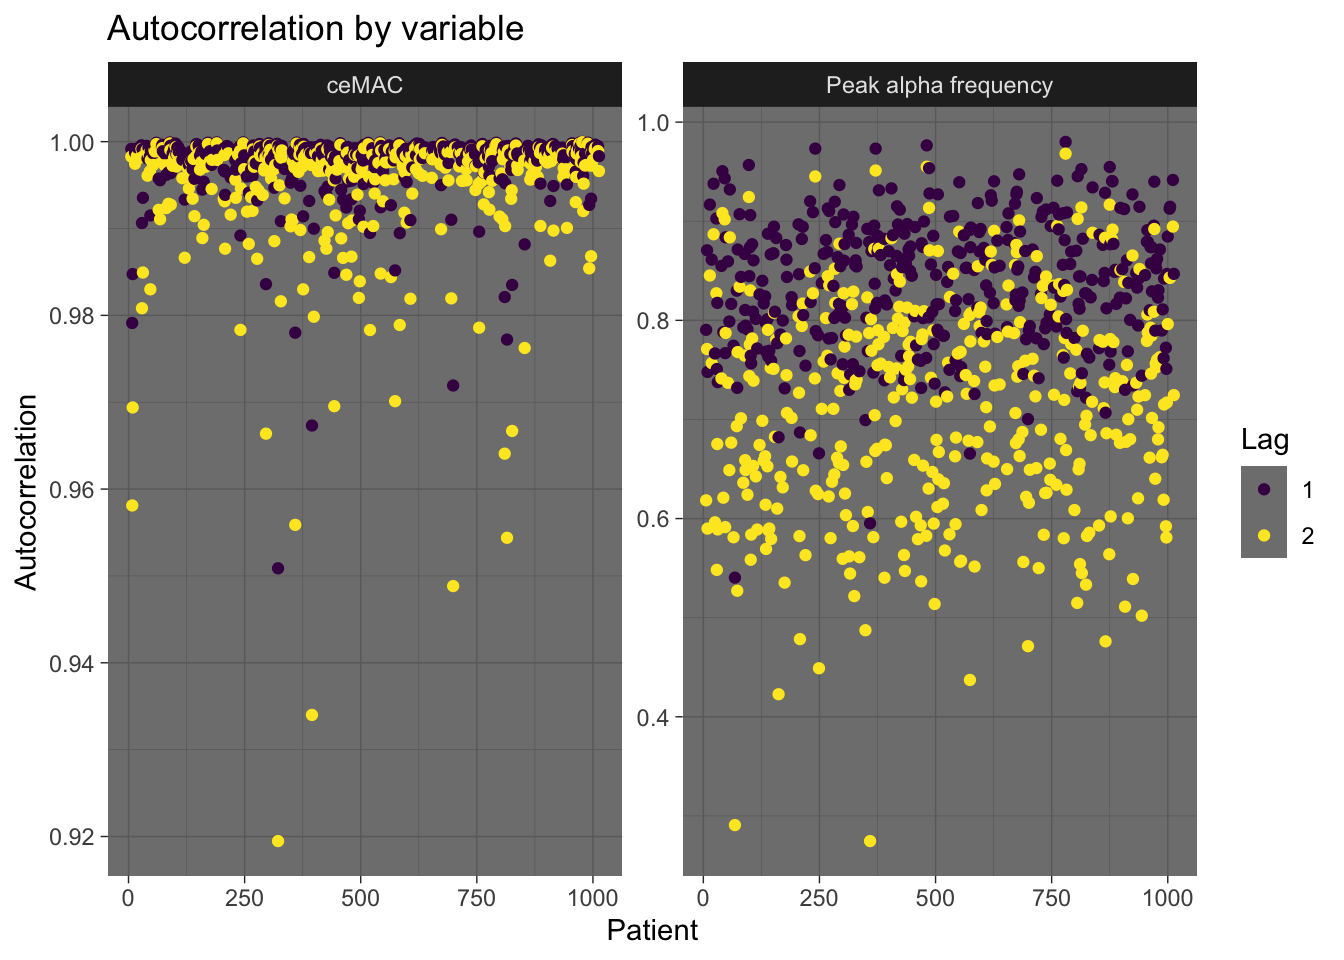 Autocorrelation by variable
ceMAC
Peak alpha frequency
1.00
0.98
0.96
0.94
0.92
1.0
0.8
0.6
0.4
0 250 500 750 1000
0 250 500 750 1000
Patient
Autocorrelation
Lag
1
2